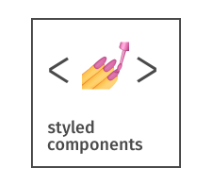 < 💅 >
styled
components